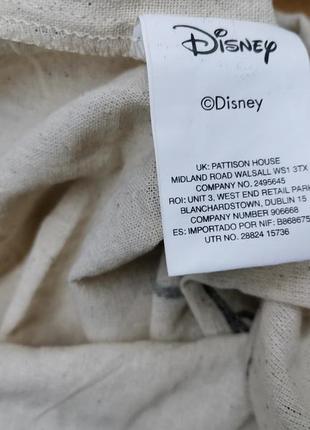 Disney
©Disney
UK: PATTISON HOUSE
MIDLAND ROAD WALSALL WS1 3TX
COMPANY NO. 2495645
ROI: UNIT 3, WEST END RETAIL PARK
BLANCHARDSTOWN, DUBLIN 15
COMPANY NUMBER 906668
ES: IMPORTADO POR NIF: B868675
UTR NO. 28824 15736